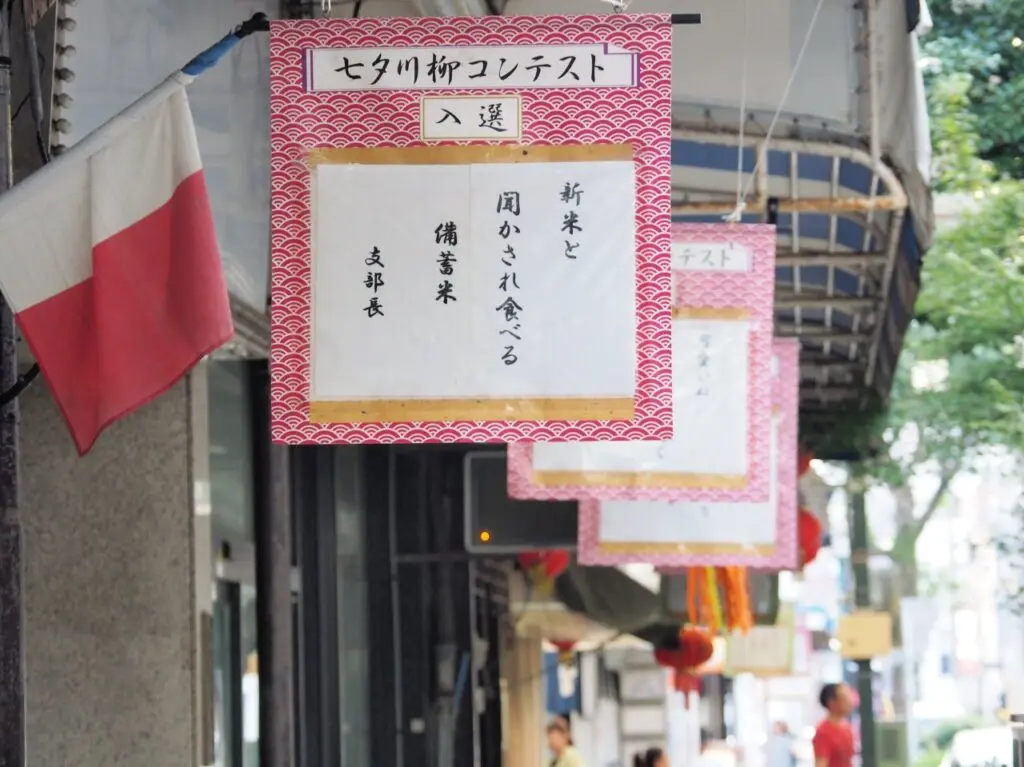 七夕川柳コンテスト
入選
新米と
聞かされ食べる
備蓄米
支部長
テスト